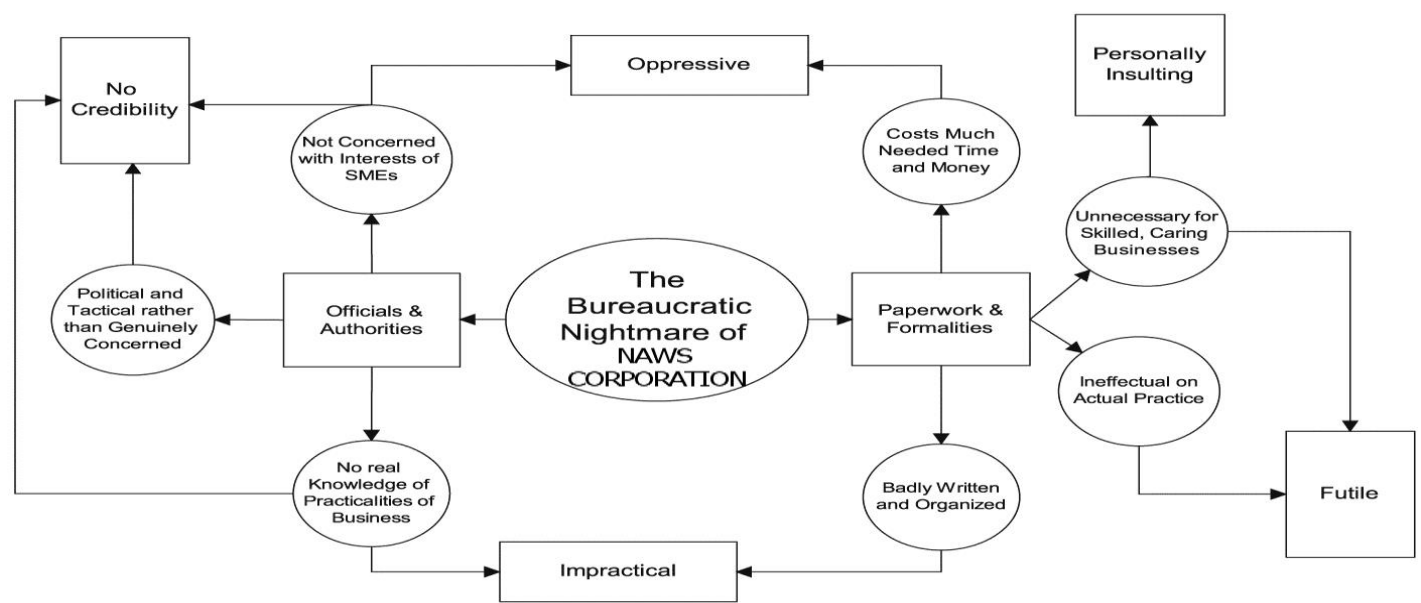 No
Credibility
Oppressive
Personally
Insulting
Not Concerned
with Interests of
SMEs
Costs Much
Needed Time
and Money
Unnecessary for
Skilled, Caring
Businesses
Political and
Tactical rather
than Genuinely
Concerned
Officials &
Authorities
The
Bureaucratic
Nightmare of
NAWS
CORPORATION
Paperwork &
Formalities
Ineffectual on
Actual Practice
No real
Knowledge of
Practicalities of
Business
Badly Written
and Organized
Futile
Impractical